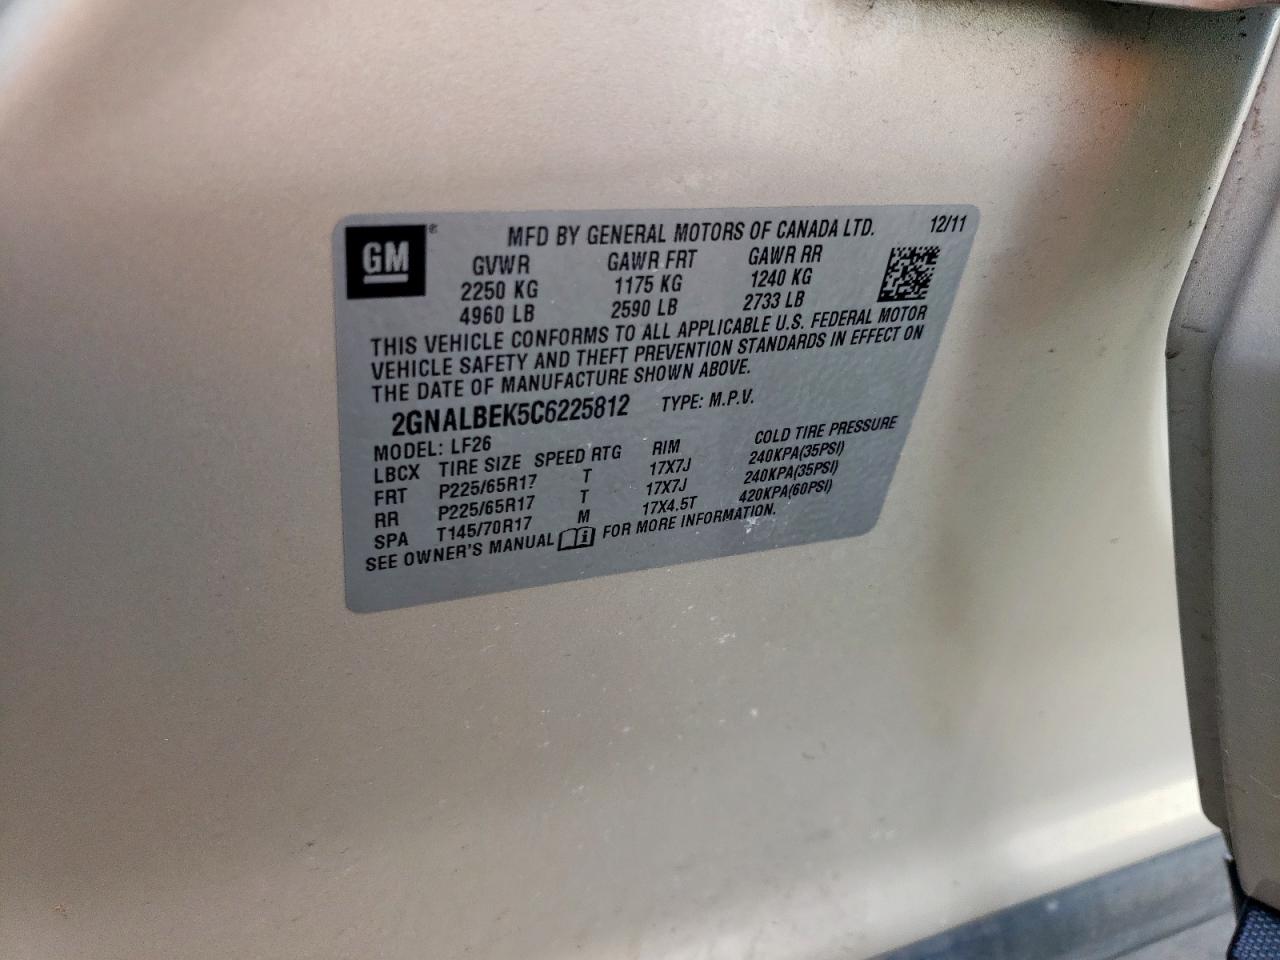 GM®
MFD BY GENERAL MOTORS OF CANADA LTD. 12/11
GVWR GAWR FRT GAWR RR
2250 KG 1175 KG 1240 KG
4960 LB 2590 LB 2733 LB
THIS VEHICLE CONFORMS TO ALL APPLICABLE U.S. FEDERAL MOTOR
VEHICLE SAFETY AND THEFT PREVENTION STANDARDS IN EFFECT ON
THE DATE OF MANUFACTURE SHOWN ABOVE.
2GNALBEK5C6225812 TYPE: M.P.V.
MODEL: LF26
LBCX TIRE SIZE SPEED RTG RIM COLD TIRE PRESSURE
FRT P225/65R17 T 17X7J 240KPA(35PSI)
RR P225/65R17 T 17X7J 240KPA(35PSI)
SPA T145/70R17 M 17X4.5T 420KPA(60PSI)
SEE OWNER'S MANUAL FOR MORE INFORMATION.